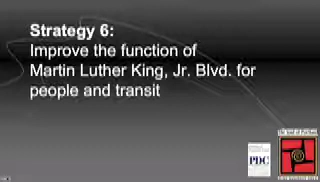 Strategy 6:
Improve the function of
Martin Luther King, Jr. Blvd. for
people and transit
PDC